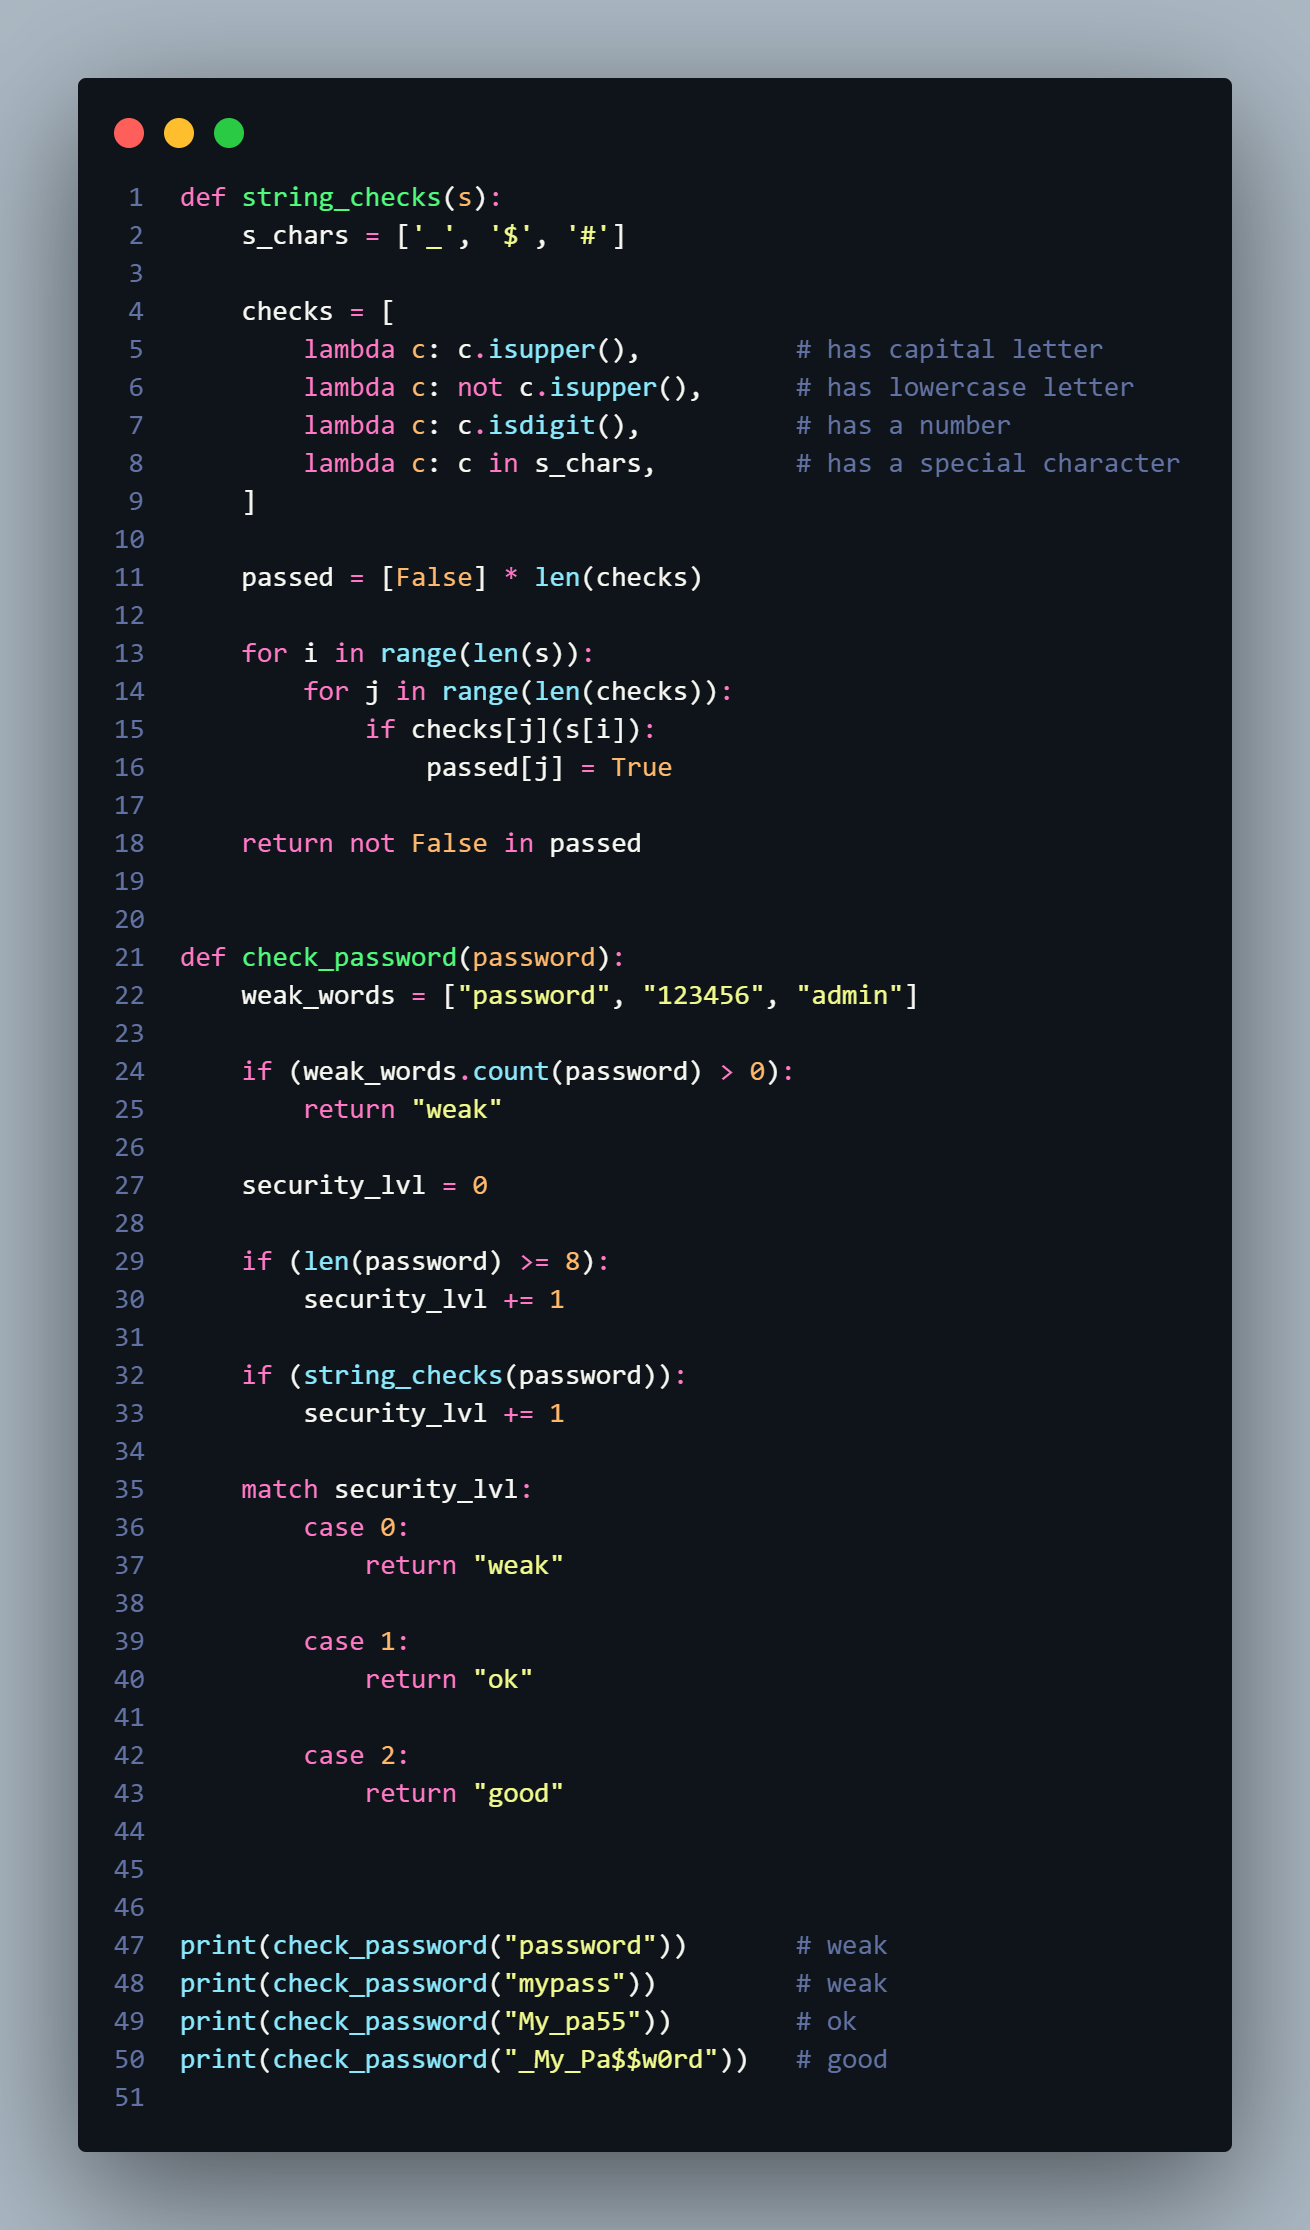 1 def string_checks(s):
2     s_chars = ['_', '$', '#']
3
4     checks = [
5         lambda c: c.isupper(),          # has capital letter
6         lambda c: not c.isupper(),      # has lowercase letter
7         lambda c: c.isdigit(),          # has a number
8         lambda c: c in s_chars,         # has a special character
9     ]
10
11     passed = [False] * len(checks)
12
13     for i in range(len(s)):
14         for j in range(len(checks)):
15             if checks[j](s[i]):
16                 passed[j] = True
17
18     return not False in passed
19
20
21 def check_password(password):
22     weak_words = ["password", "123456", "admin"]
23
24     if (weak_words.count(password) > 0):
25         return "weak"
26
27     security_lvl = 0
28
29     if (len(password) >= 8):
30         security_lvl += 1
31
32     if (string_checks(password)):
33         security_lvl += 1
34
35     match security_lvl:
36         case 0:
37             return "weak"
38
39         case 1:
40             return "ok"
41
42         case 2:
43             return "good"
44
45
46
47 print(check_password("password"))       # weak
48 print(check_password("mypass"))         # weak
49 print(check_password("My_pa55"))        # ok
50 print(check_password("_My_Pa$$w0rd"))   # good
51